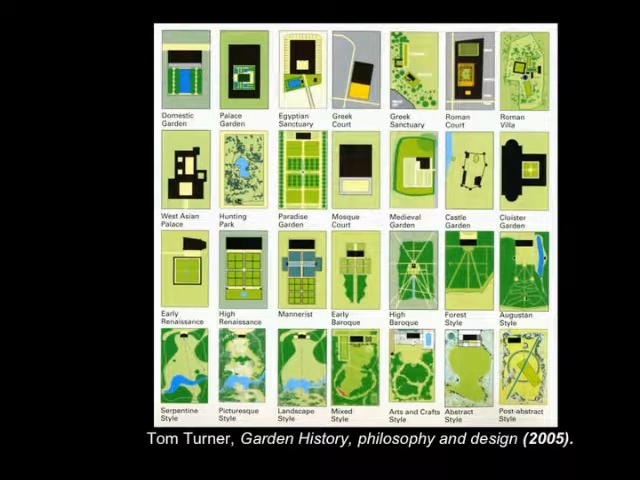 Domestic Garden
Palace Garden
Egyptian Sanctuary
Greek Court
Greek Sanctuary
Roman Court
Roman Villa
West Asian Palace
Hunting Park
Paradise Garden
Mosque Court
Medieval Garden
Castle Garden
Cloister Garden
Early Renaissance
High Renaissance
Mannerist
Early Baroque
High Baroque
Forest Style
Augustan Style
Serpentine Style
Picturesque Style
Landscape Style
Mixed Style
Arts and Crafts Style
Abstract Style
Post-abstract Style
Tom Turner, Garden History, philosophy and design (2005).